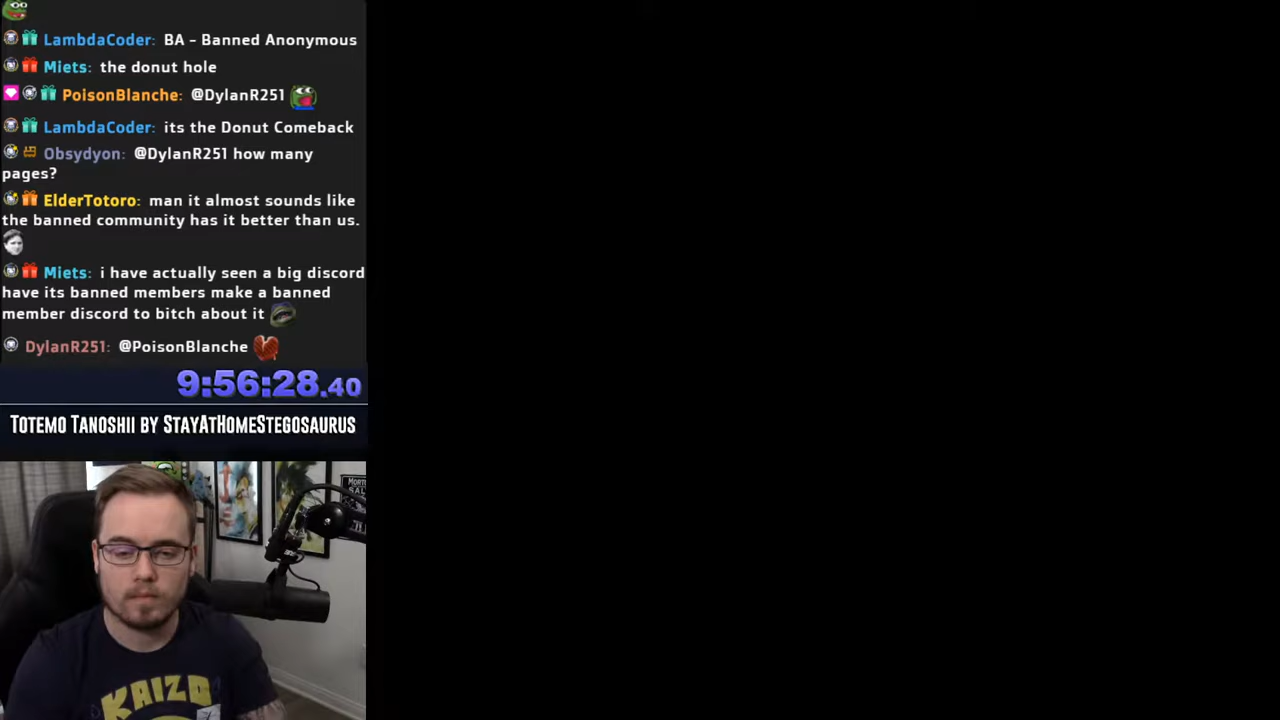 LambdaCoder: BA - Banned Anonymous
Miets: the donut hole
PoisonBlanche: @DylanR251
LambdaCoder: its the Donut Comeback
Obsydyon: @DylanR251 how many
pages?
ElderTotoro: man it almost sounds like
the banned community has it better than us.
Miets: i have actually seen a big discord
have its banned members make a banned
member discord to bitch about it
DylanR251: @PoisonBlanche
9:56:28.40
TOTEMO TANOSHII BY STAYATHOMESTEGOSAURUS
KAIZO